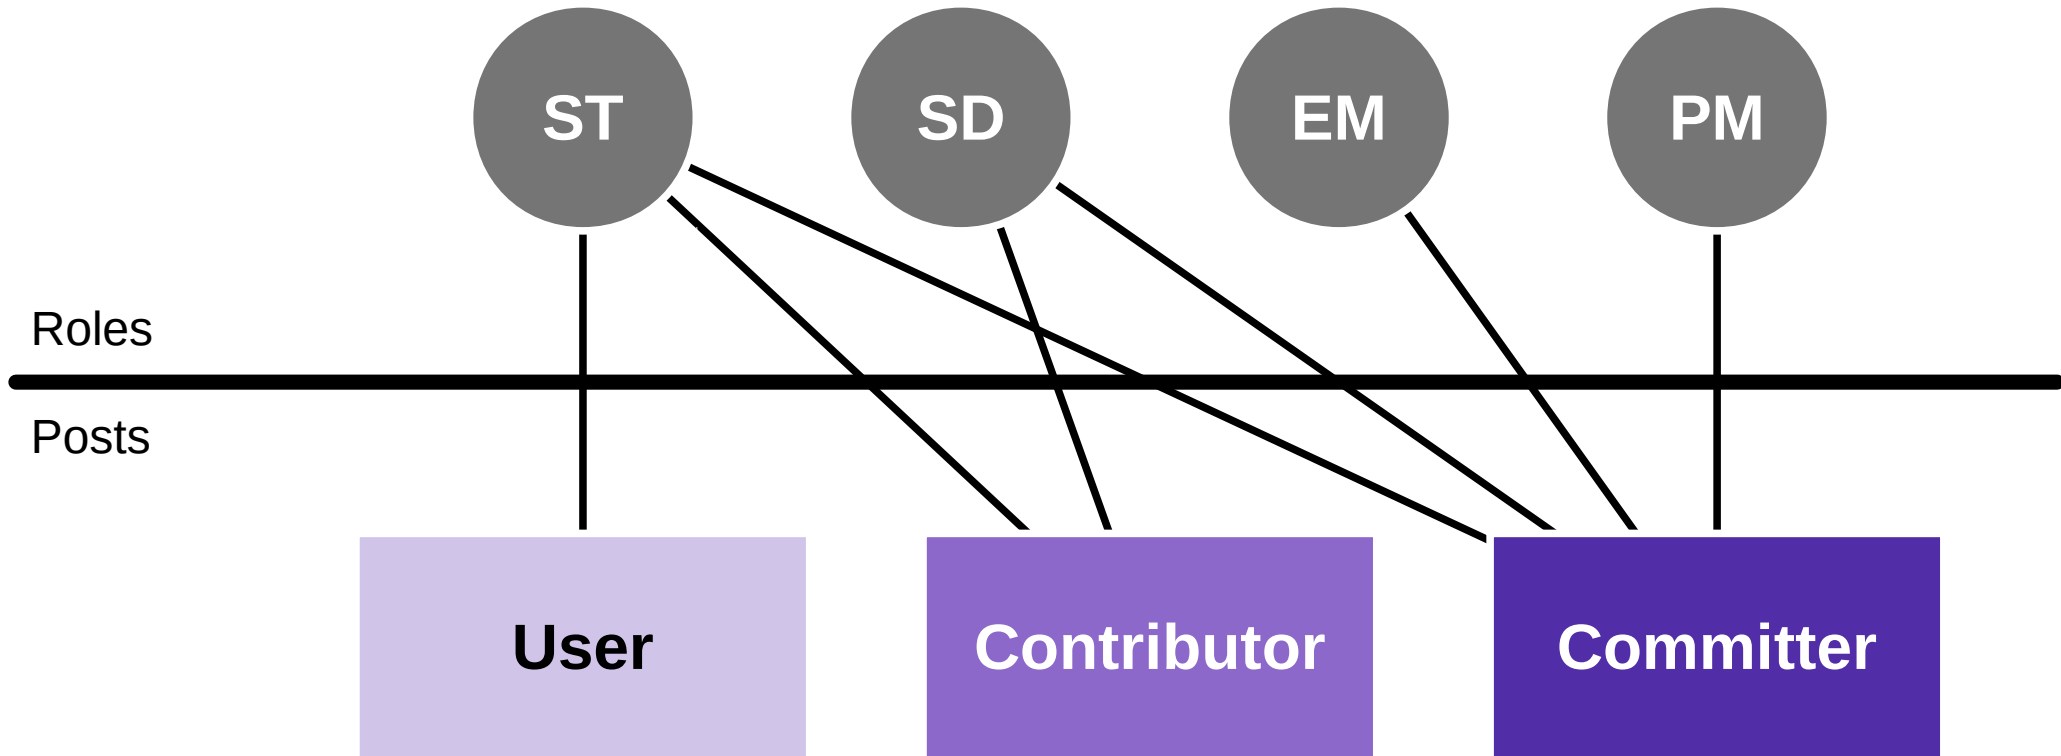 ST
SD
EM
PM
Roles
Posts
User
Contributor
Committer